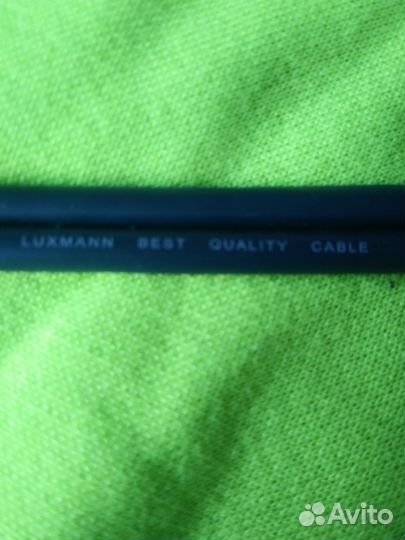 LUXMANN BEST QUALITY CABLE
Avito